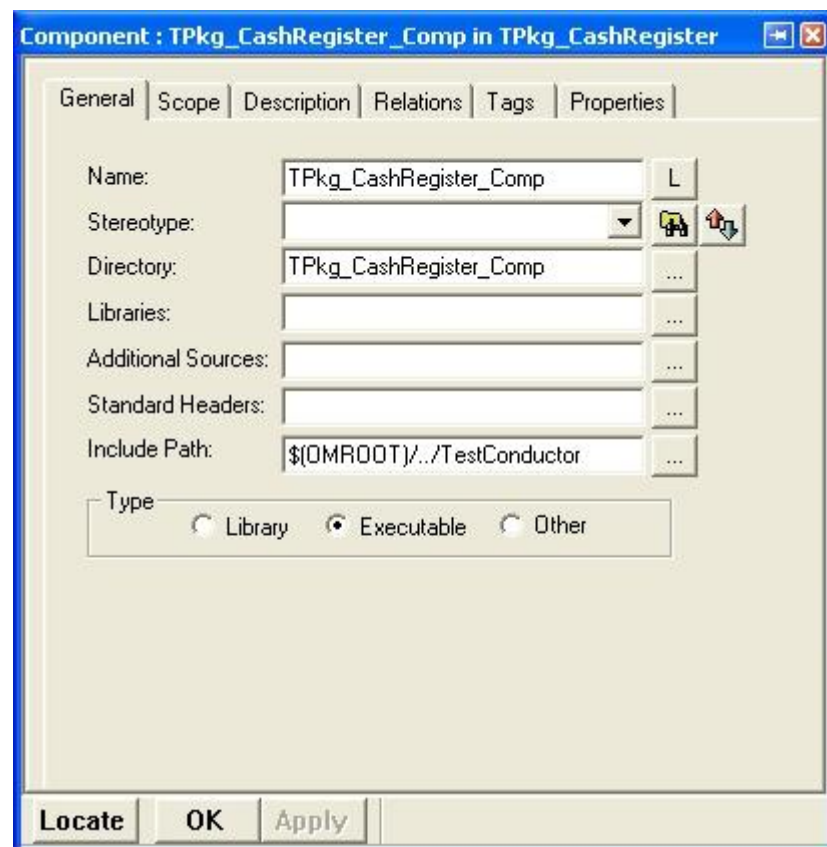 Component : TPkg_CashRegister_Comp in TPkg_CashRegister
General Scope Description Relations Tags Properties
Name: TPkg_CashRegister_Comp L
Stereotype:
Directory: TPkg_CashRegister_Comp ...
Libraries: ...
Additional Sources: ...
Standard Headers: ...
Include Path: $(OMROOT)/../TestConductor ...
Type
Library Executable Other
Locate OK Apply